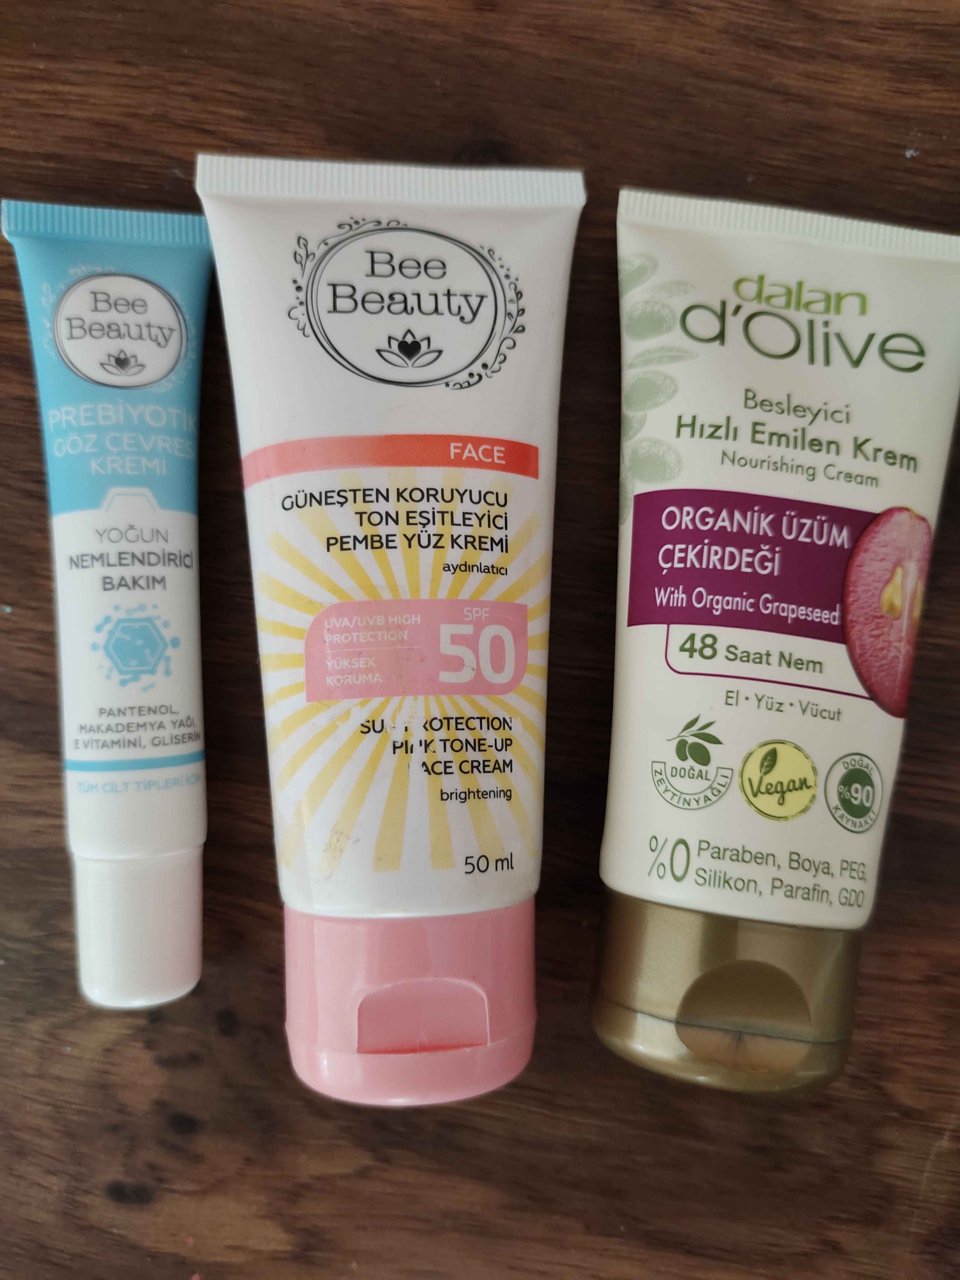 Bee
Beauty
PREBİYOTİK
GÖZ ÇEVRESİ
KREMİ
YOĞUN
NEMLENDİRİCİ
BAKIM
PANTENOL,
MAKADEMYA YAĞI,
E VİTAMİNİ, GLİSERİN
TÜM CİLT TİPLERİ İÇİN
Bee
Beauty
FACE
GÜNEŞTEN KORUYUCU
TON EŞİTLEYİCİ
PEMBE YÜZ KREMİ
aydınlatıcı
UVA/UVB HIGH
PROTECTION
YÜKSEK
KORUMA
SPF
50
SUN PROTECTION
PINK TONE-UP
FACE CREAM
brightening
50 ml
dalan
d'Olive
Besleyici
Hızlı Emilen Krem
Nourishing Cream
ORGANİK ÜZÜM
ÇEKİRDEĞİ
With Organic Grapeseed
48 Saat Nem
El • Yüz • Vücut
DOĞAL
ZEYTİNYAĞLI
Vegan
DOĞAL
%90
KAYNAKLI
%0 Paraben, Boya, PEG,
Silikon, Parafin, GDO